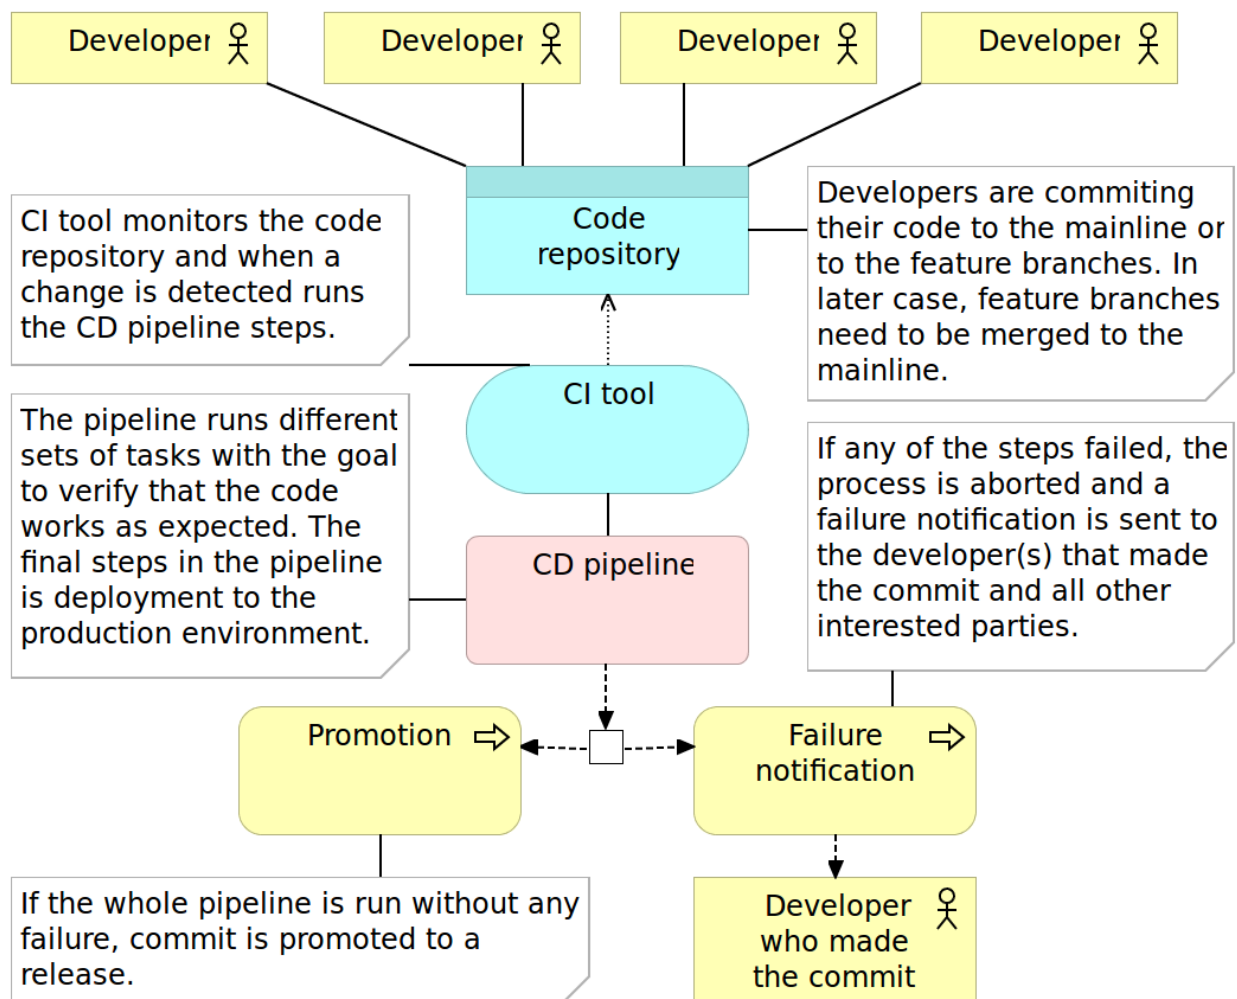 Developer
Developer
Developer
Developer
Code
repository
CI tool monitors the code
repository and when a
change is detected runs
the CD pipeline steps.
Developers are commiting
their code to the mainline or
to the feature branches. In
later case, feature branches
need to be merged to the
mainline.
CI tool
The pipeline runs different
sets of tasks with the goal
to verify that the code
works as expected. The
final steps in the pipeline
is deployment to the
production environment.
If any of the steps failed, the
process is aborted and a
failure notification is sent to
the developer(s) that made
the commit and all other
interested parties.
CD pipeline
Promotion
Failure
notification
If the whole pipeline is run without any
failure, commit is promoted to a
release.
Developer
who made
the commit